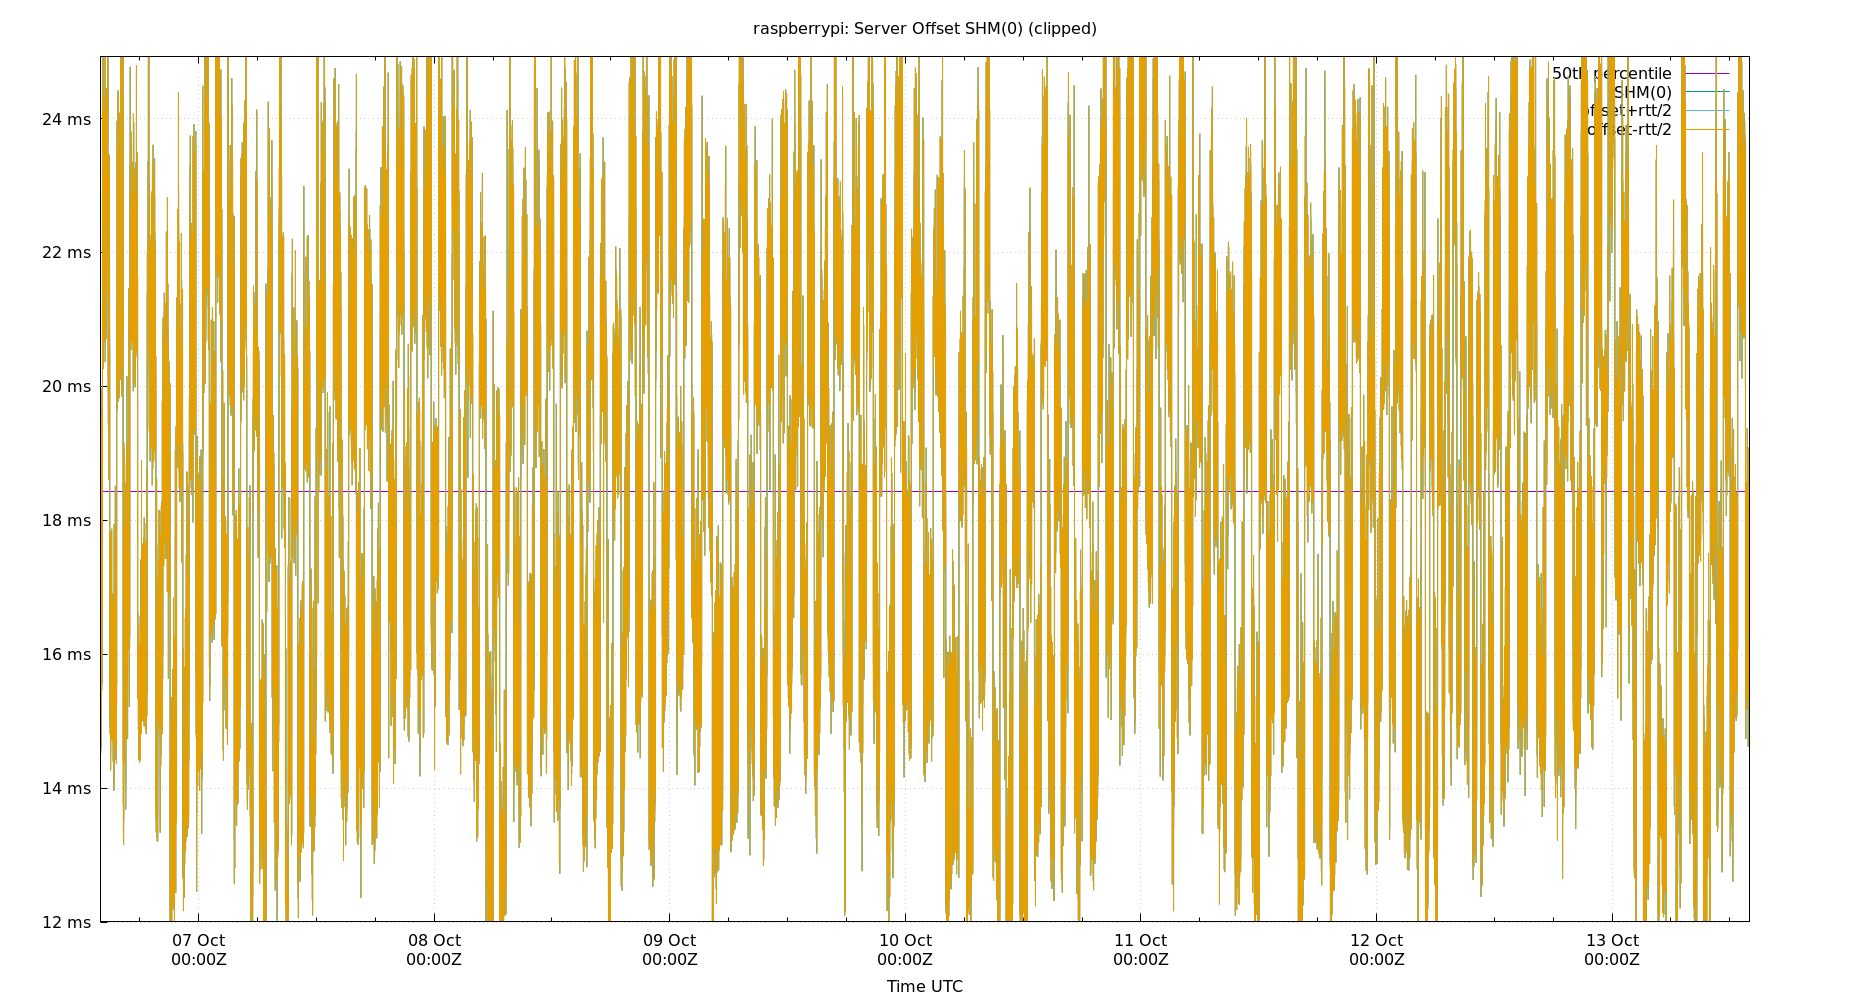 raspberrypi: Server Offset SHM(0) (clipped)
50th percentile
SHM(0)
offset+rtt/2
offset-rtt/2
24 ms
22 ms
20 ms
18 ms
16 ms
14 ms
12 ms
07 Oct 08 Oct 09 Oct 10 Oct 11 Oct 12 Oct 13 Oct
00:00Z 00:00Z 00:00Z 00:00Z 00:00Z 00:00Z 00:00Z
Time UTC